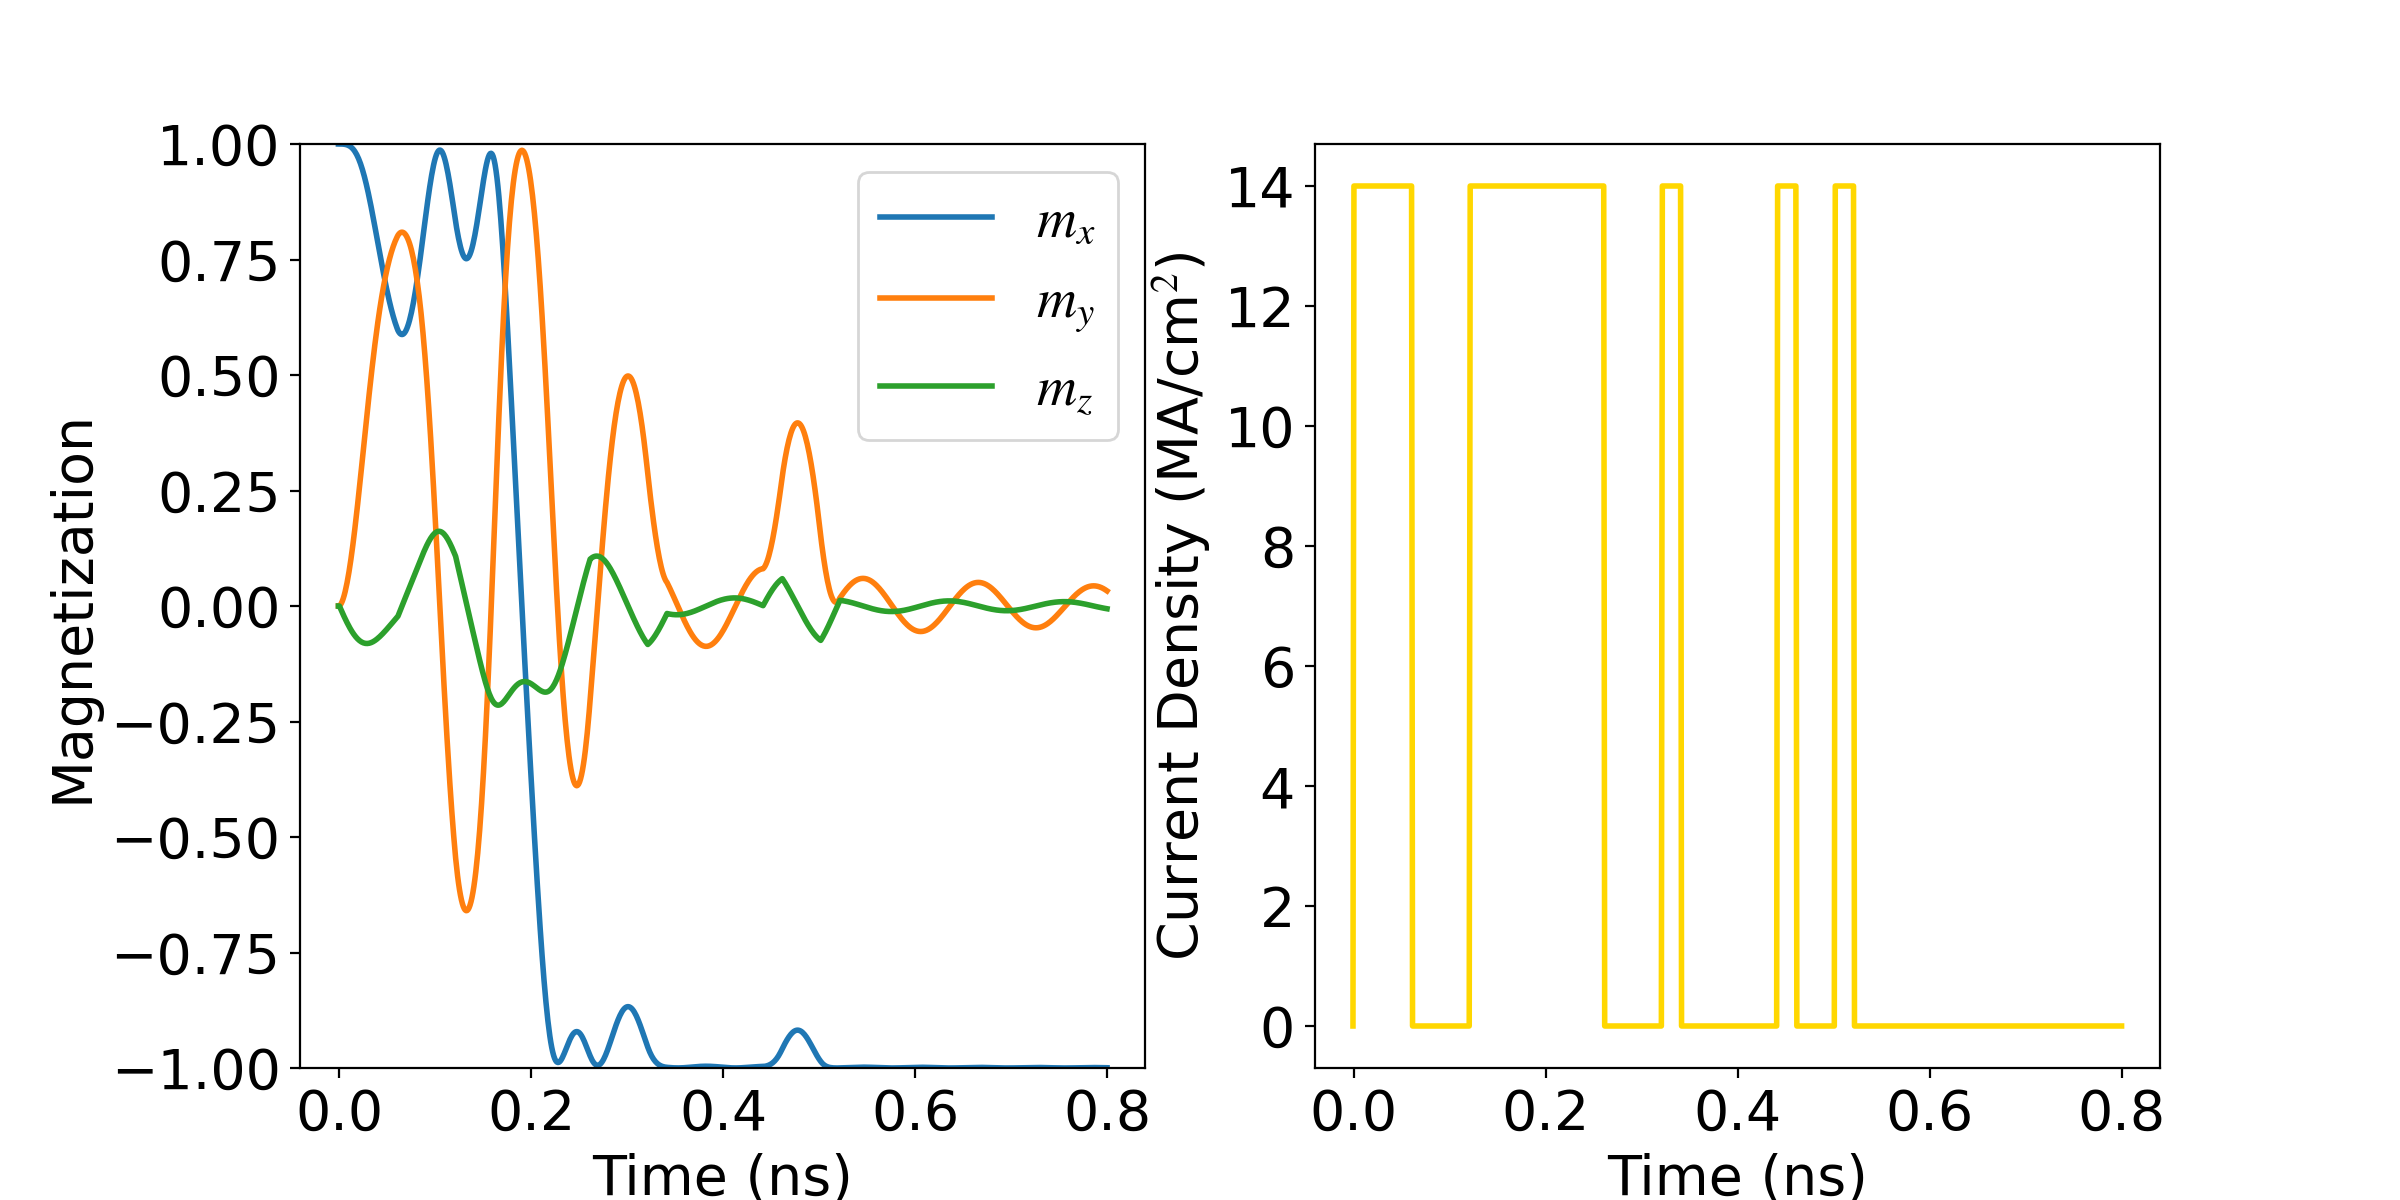 1.00
0.75
0.50
0.25
0.00
−0.25
−0.50
−0.75
−1.00
Magnetization
0.0 0.2 0.4 0.6 0.8
Time (ns)
m_x
m_y
m_z
14
12
10
8
6
4
2
0
Current Density (MA/cm²)
0.0 0.2 0.4 0.6 0.8
Time (ns)